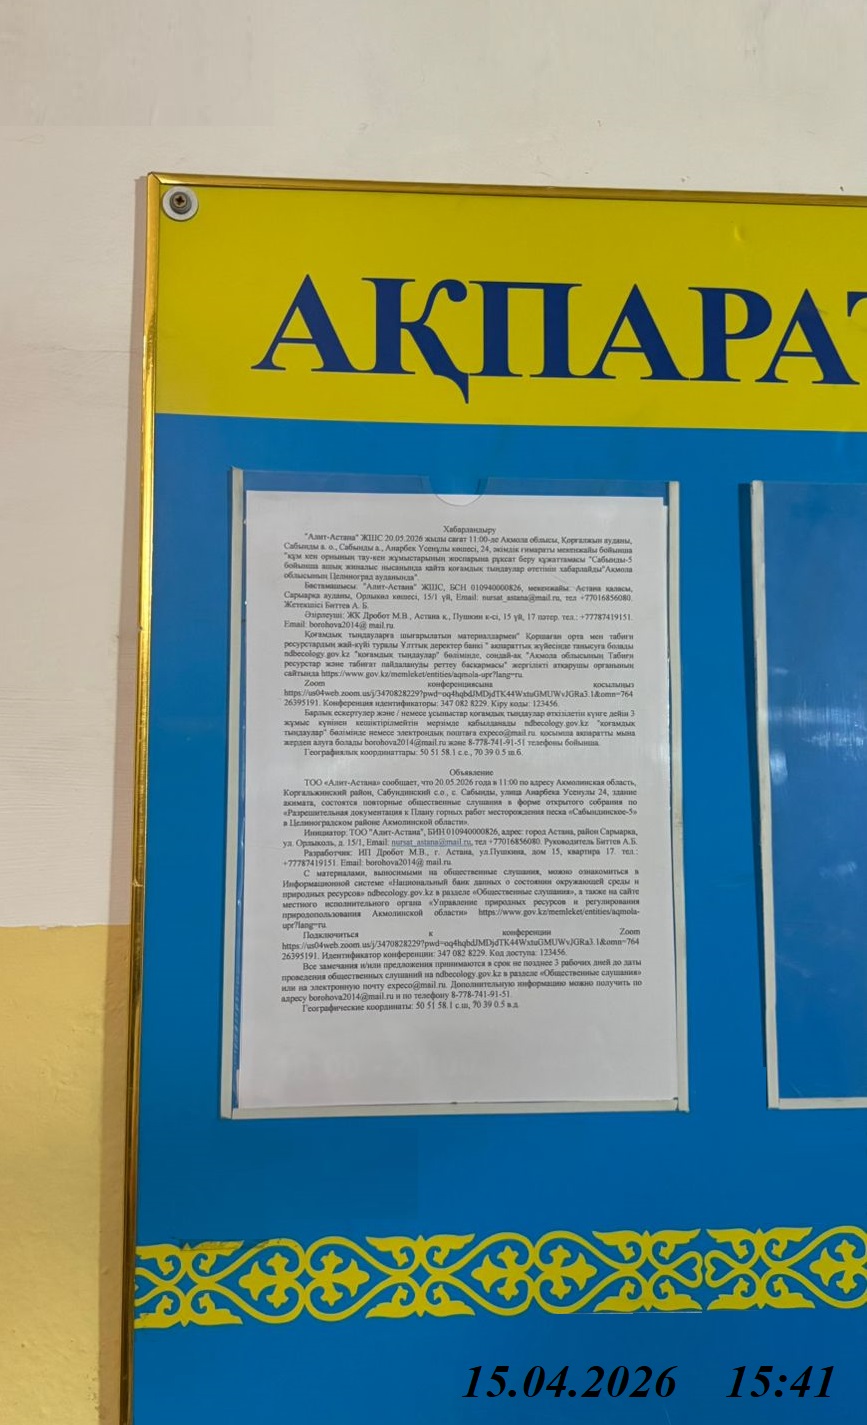 АҚПАРАТ
Хабарландыру
"Алит-Астана" ЖШС 20.05.2026 жылы сағат 11:00-де Ақмола облысы, Қорғалжын ауданы,
Сабынды а. о., Сабынды а., Анарбек Үсенұлы көшесі, 24, әкімдік ғимараты мекенжайы бойынша
"құм кен орнының тау-кен жұмыстарының жоспарына рұқсат беру құжаттамасы "Сабынды-5
бойынша ашық жиналыс нысанында қайта қоғамдық тыңдаулар өтетінін хабарлайды"Ақмола
облысының Целиноград ауданында".
Бастамашысы: "Алит-Астана" ЖШС, БСН 010940000826, мекенжайы: Астана қаласы,
Сарыарқа ауданы, Орлыкөл көшесі, 15/1 үй, Email: nursat_astana@mail.ru, тел +77016856080.
Жетекшісі Биттев А. Б.
Әзірлеуші: ЖК Дробот М.В., Астана қ., Пушкин к-сі, 15 үй, 17 пәтер. тел.: +77787419151.
Email: borohova2014@ mail.ru.
Қоғамдық тыңдауларға шығарылатын материалдармен" Қоршаған орта мен табиғи
ресурстардың жай-күйі туралы Ұлттық деректер банкі " ақпараттық жүйесінде танысуға болады
ndbecology.gov.kz "қоғамдық тыңдаулар" бөлімінде, сондай-ақ "Ақмола облысының Табиғи
ресурстар және табиғат пайдалануды реттеу басқармасы" жергілікті атқарушы органының
сайтында https://www.gov.kz/memleket/entities/aqmola-upr?lang=ru.
Zoom конференциясына қосылыңыз
https://us04web.zoom.us/j/3470828229?pwd=oq4hqbdJMDjdTK44WxtuGMUWvJGRa3.1&omn=764
26395191. Конференция идентификаторы: 347 082 8229. Кіру коды: 123456.
Барлық ескертулер және / немесе ұсыныстар қоғамдық тыңдаулар өткізілетін күнге дейін 3
жұмыс күнінен кешіктірілмейтін мерзімде қабылданады ndbecology.gov.kz "қоғамдық
тыңдаулар" бөлімінде немесе электрондық поштаға expeco@mail.ru. қосымша ақпаратты мына
жерден алуға болады borohova2014@mail.ru және 8-778-741-91-51 телефоны бойынша.
Географиялық координаттары: 50 51 58.1 с.е., 70 39 0.5 ш.б.
Объявление
ТОО «Алит-Астана» сообщает, что 20.05.2026 года в 11:00 по адресу Акмолинская область,
Коргалжинский район, Сабундинский с.о., с. Сабынды, улица Анарбека Усенулы 24, здание
акимата, состоятся повторные общественные слушания в форме открытого собрания по
«Разрешительная документация к Плану горных работ месторождения песка «Сабындинское-5»
в Целиноградском районе Акмолинской области».
Инициатор: ТОО "Алит-Астана", БИН 010940000826, адрес: город Астана, район Сарыарка,
ул. Орлыколь, д. 15/1, Email: nursat_astana@mail.ru, тел +77016856080. Руководитель Биттев А.Б.
Разработчик: ИП Дробот М.В., г. Астана, ул.Пушкина, дом 15, квартира 17. тел.:
+77787419151. Email: borohova2014@ mail.ru.
С материалами, выносимыми на общественные слушания, можно ознакомиться в
Информационной системе «Национальный банк данных о состоянии окружающей среды и
природных ресурсов» ndbecology.gov.kz в разделе «Общественные слушания», а также на сайте
местного исполнительного органа «Управление природных ресурсов и регулирования
природопользования Акмолинской области» https://www.gov.kz/memleket/entities/aqmola-
upr?lang=ru.
Подключиться к конференции Zoom
https://us04web.zoom.us/j/3470828229?pwd=oq4hqbdJMDjdTK44WxtuGMUWvJGRa3.1&omn=764
26395191. Идентификатор конференции: 347 082 8229. Код доступа: 123456.
Все замечания и/или предложения принимаются в срок не позднее 3 рабочих дней до даты
проведения общественных слушаний на ndbecology.gov.kz в разделе «Общественные слушания»
или на электронную почту expeco@mail.ru. Дополнительную информацию можно получить по
адресу borohova2014@mail.ru и по телефону 8-778-741-91-51.
Географические координаты: 50 51 58.1 с.ш, 70 39 0.5 в.д.
15.04.2026 15:41